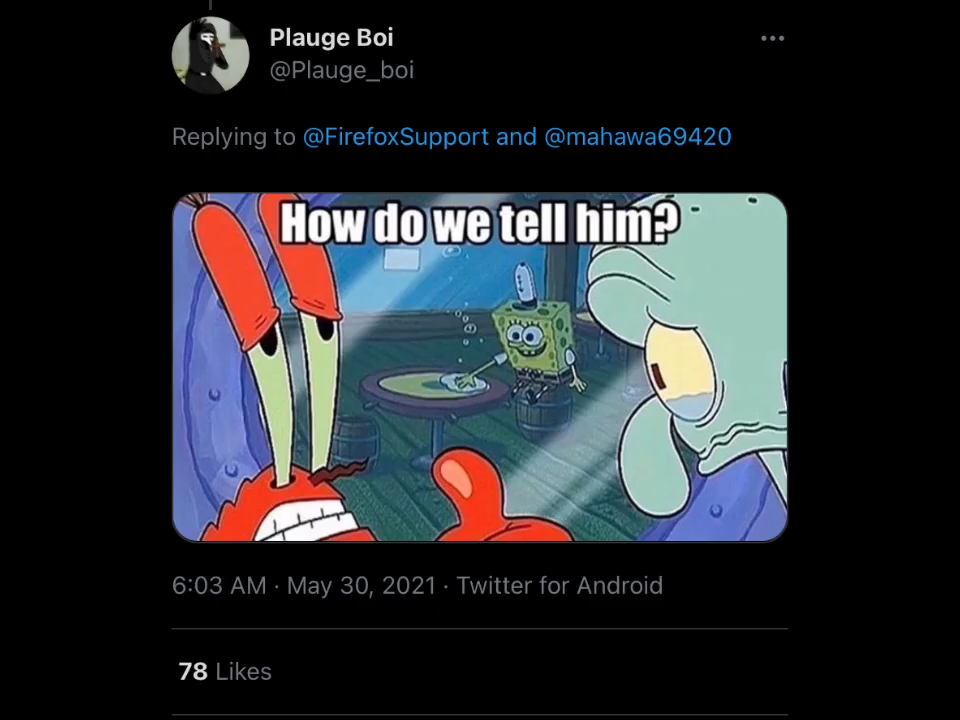 Plauge Boi
@Plauge_boi
Replying to @FirefoxSupport and @mahawa69420
How do we tell him?
6:03 AM · May 30, 2021 · Twitter for Android
78 Likes